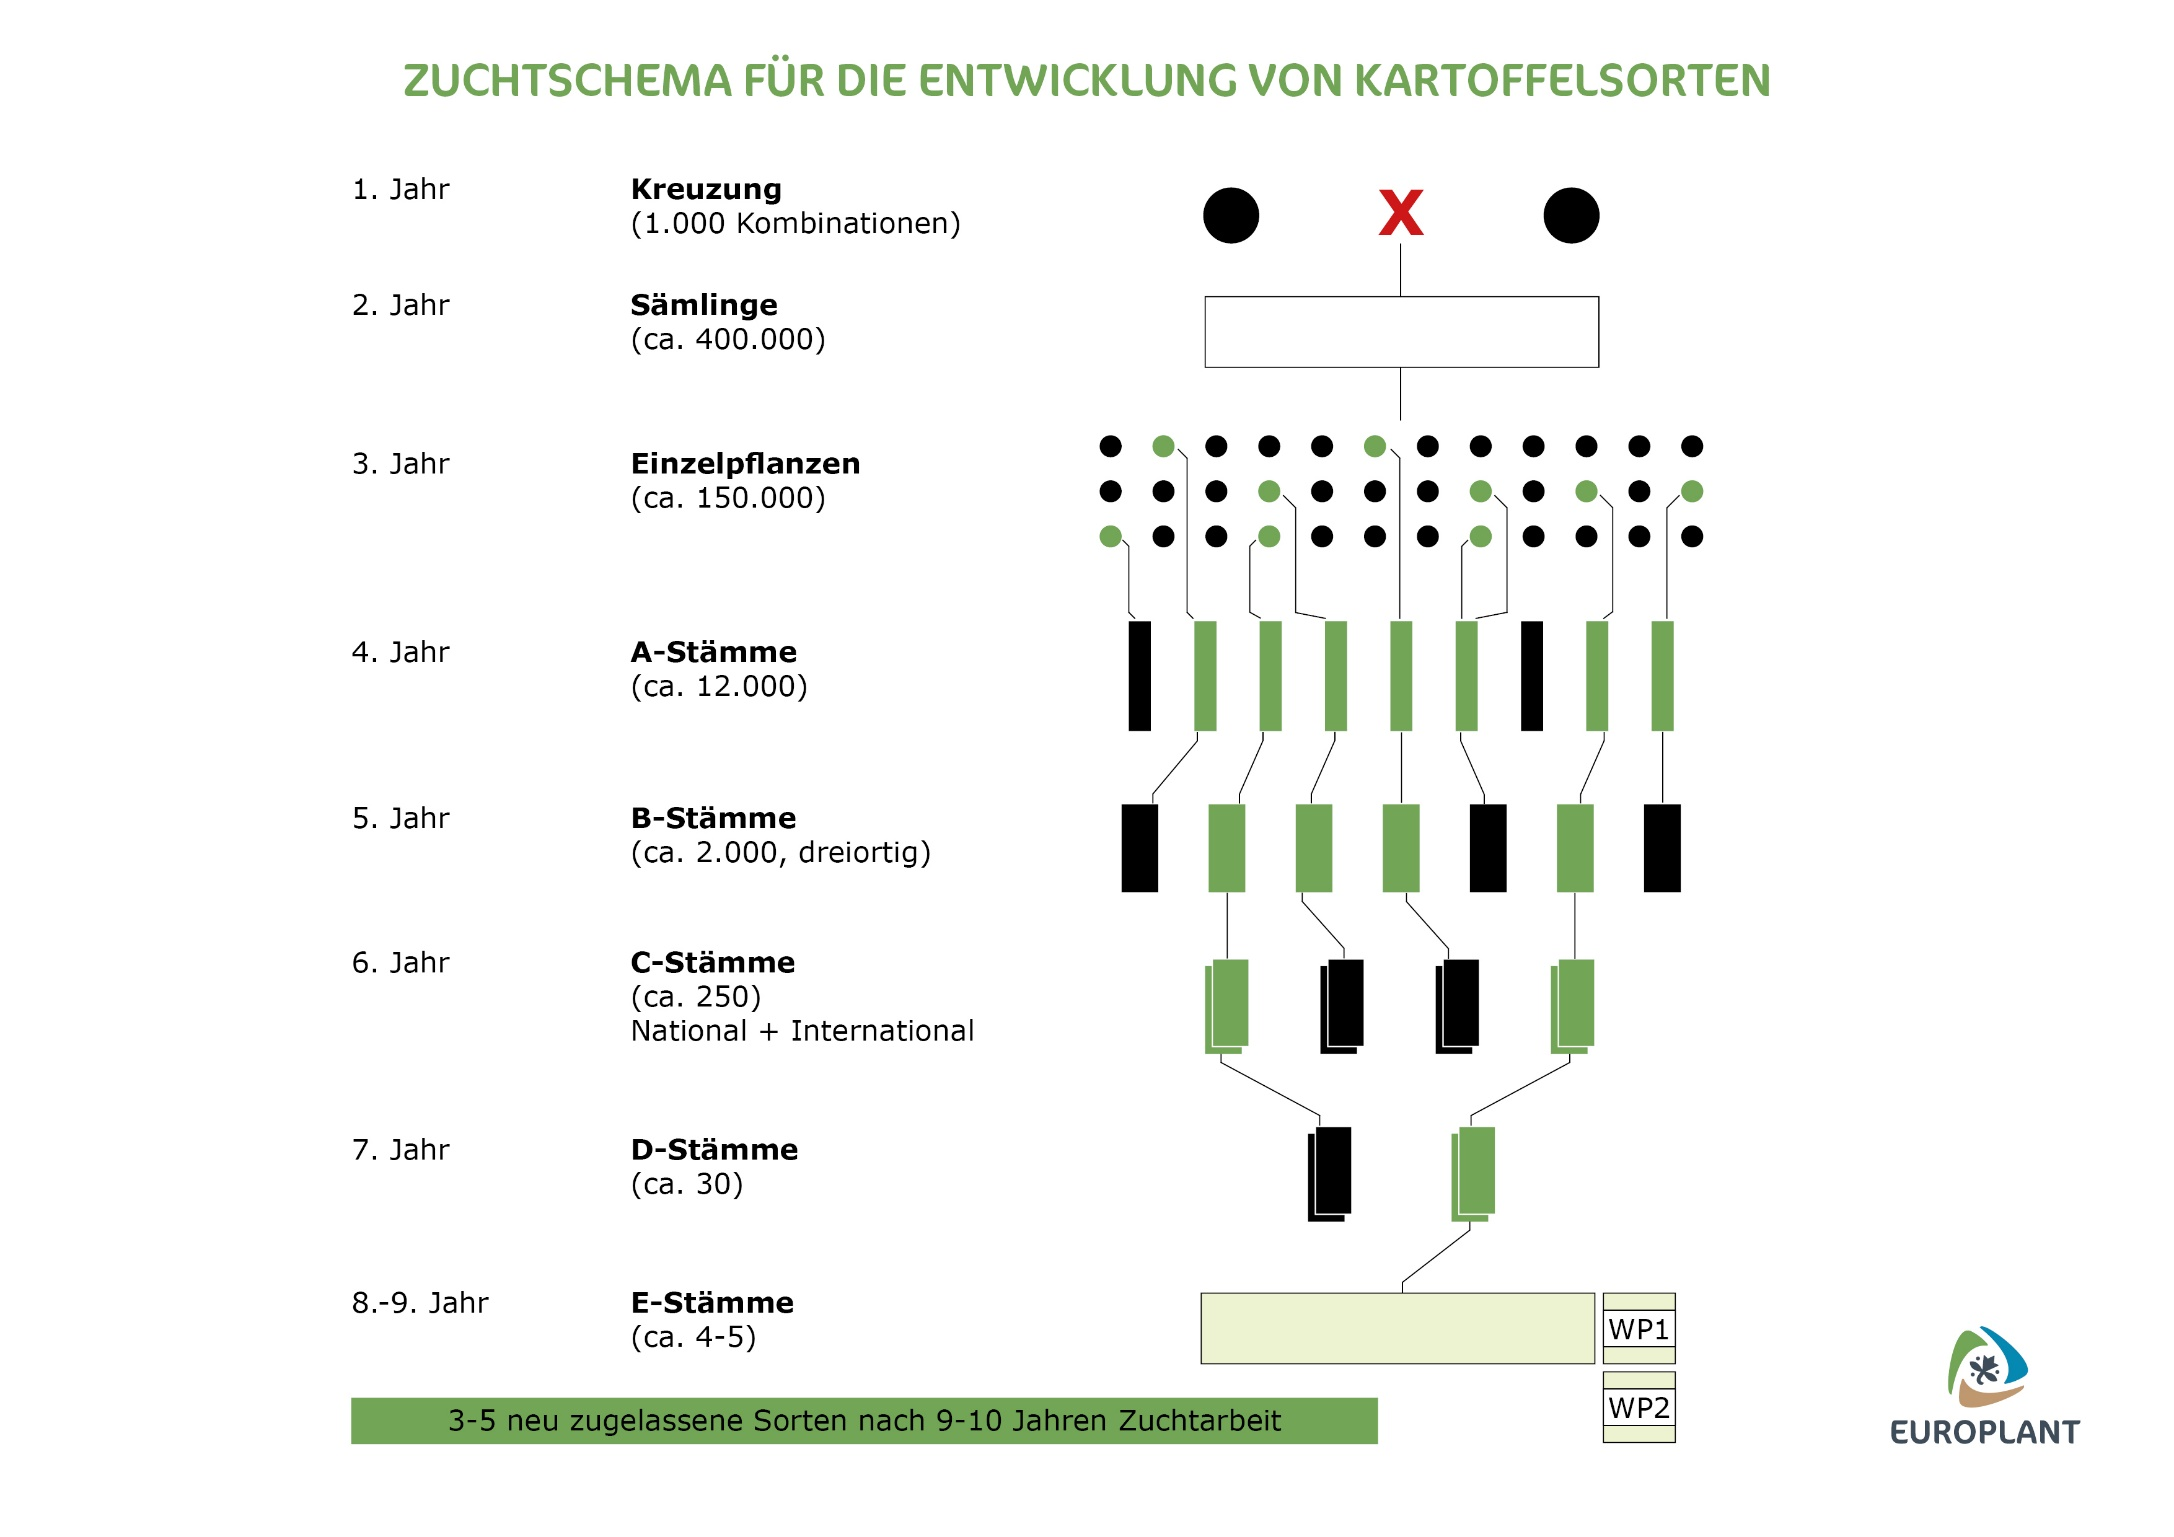 ZUCHTSCHEMA FÜR DIE ENTWICKLUNG VON KARTOFFELSORTEN
1. Jahr
Kreuzung
(1.000 Kombinationen)
X
2. Jahr
Sämlinge
(ca. 400.000)
3. Jahr
Einzelpflanzen
(ca. 150.000)
4. Jahr
A-Stämme
(ca. 12.000)
5. Jahr
B-Stämme
(ca. 2.000, dreiortig)
6. Jahr
C-Stämme
(ca. 250)
National + International
7. Jahr
D-Stämme
(ca. 30)
8.-9. Jahr
E-Stämme
(ca. 4-5)
WP1
WP2
3-5 neu zugelassene Sorten nach 9-10 Jahren Zuchtarbeit
EUROPLANT